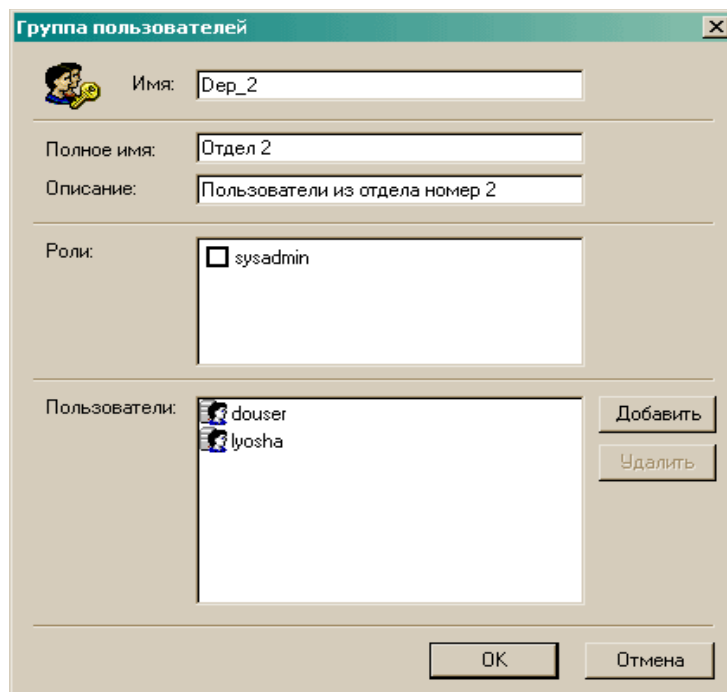 Группа пользователей
Имя: Dep_2
Полное имя: Отдел 2
Описание: Пользователи из отдела номер 2
Роли: sysadmin
Пользователи: douser
lyosha
Добавить
Удалить
OK Отмена